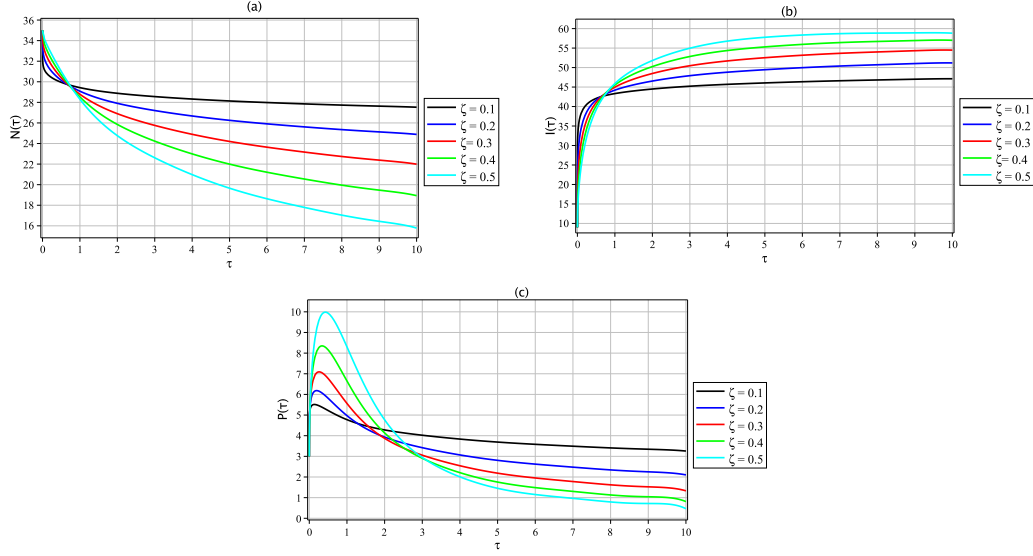 (a)
36
34
32
30
28
26
24
22
20
18
16
N(τ)
0 1 2 3 4 5 6 7 8 9 10
τ
ζ = 0.1
ζ = 0.2
ζ = 0.3
ζ = 0.4
ζ = 0.5
(b)
60
55
50
45
40
35
30
25
20
15
10
I(τ)
0 1 2 3 4 5 6 7 8 9 10
τ
ζ = 0.1
ζ = 0.2
ζ = 0.3
ζ = 0.4
ζ = 0.5
(c)
10
9
8
7
6
5
4
3
2
1
0
P(τ)
0 1 2 3 4 5 6 7 8 9 10
τ
ζ = 0.1
ζ = 0.2
ζ = 0.3
ζ = 0.4
ζ = 0.5